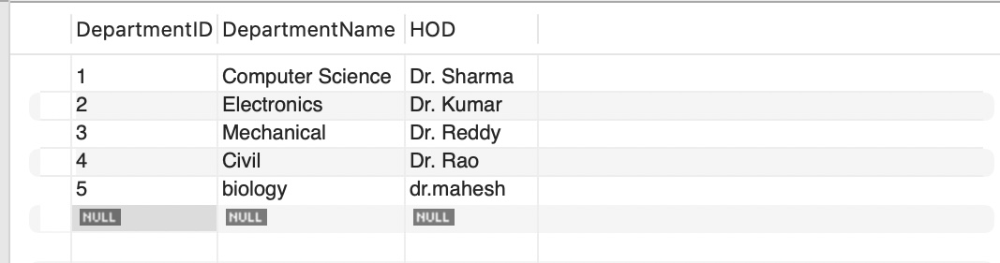 DepartmentID DepartmentName HOD
1 Computer Science Dr. Sharma
2 Electronics Dr. Kumar
3 Mechanical Dr. Reddy
4 Civil Dr. Rao
5 biology dr.mahesh
NULL NULL NULL